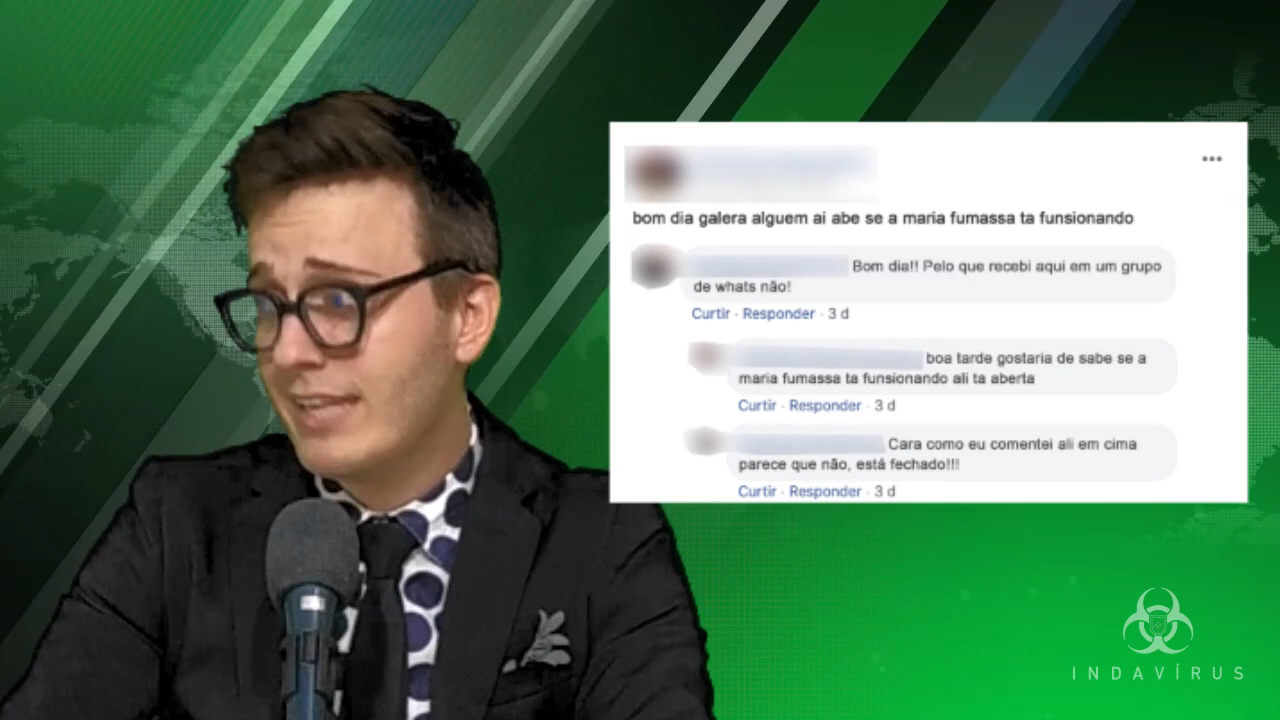 bom dia galera alguem ai abe se a maria fumassa ta funsionando
Bom dia!! Pelo que recebi aqui em um grupo
de whats não!
Curtir · Responder · 3 d
boa tarde gostaria de sabe se a
maria fumassa ta funsionando ali ta aberta
Curtir · Responder · 3 d
Cara como eu comentei ali em cima
parece que não, está fechado!!!
Curtir · Responder · 3 d
INDAVÍRUS